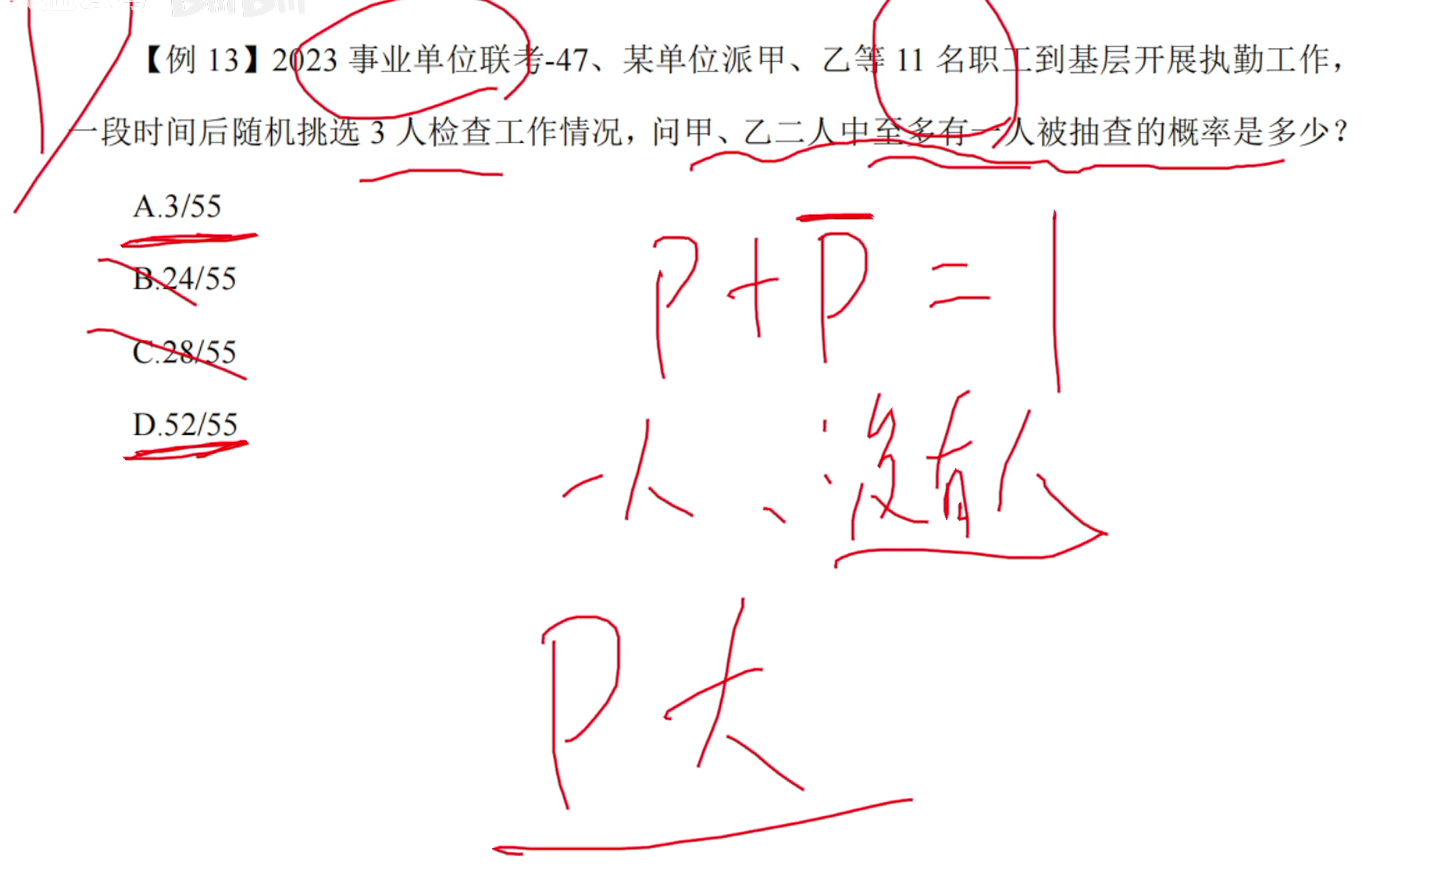 【例 13】2023 事业单位联考-47、某单位派甲、乙等 11 名职工到基层开展执勤工作，
一段时间后随机挑选 3 人检查工作情况，问甲、乙二人中至多有一人被抽查的概率是多少？
A.3/55
B.24/55
C.28/55
D.52/55
P + P̅ = 1
一人、没有人
P大